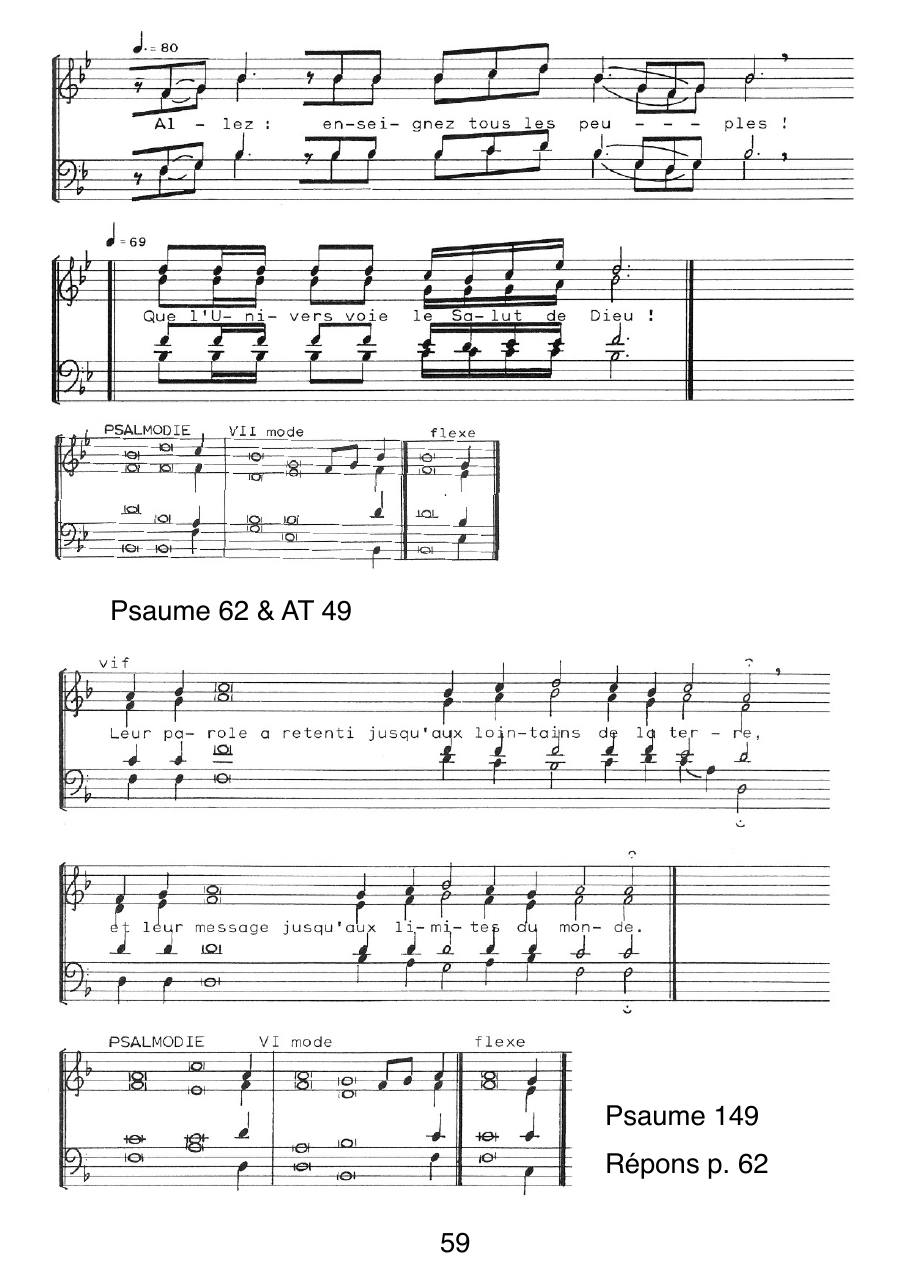 ♩. = 80
Al - lez : en-sei- gnez tous les peu - - - ples !
♩ = 69
Que l'U- ni- vers voie le Sa-lut de Dieu !
PSALMODIE VII mode flexe
Psaume 62 & AT 49
vif
Leur pa- role a retenti jusqu'aux loin-tains de la ter - re,
et leur message jusqu'aux li-mi-tes du mon- de.
PSALMODIE VI mode flexe
Psaume 149
Répons p. 62
59